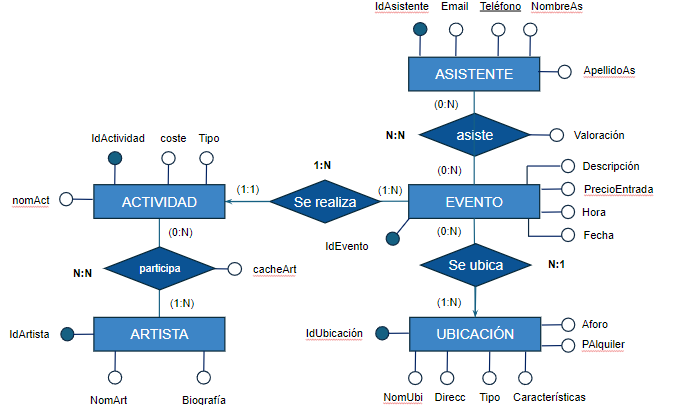 IdAsistente Email Teléfono NombreAs
ASISTENTE
ApellidoAs
(0:N)
N:N
asiste
Valoración
(0:N)
IdActividad coste Tipo
nomAct
ACTIVIDAD
(1:1)
1:N
Se realiza
(1:N)
EVENTO
Descripción
PrecioEntrada
Hora
Fecha
IdEvento
(0:N)
(0:N)
N:N
participa
cacheArt
Se ubica
N:1
(1:N)
(1:N)
IdArtista
ARTISTA
NomArt
Biografía
IdUbicación
UBICACIÓN
Aforo
PAlquiler
NomUbi Direcc Tipo Características